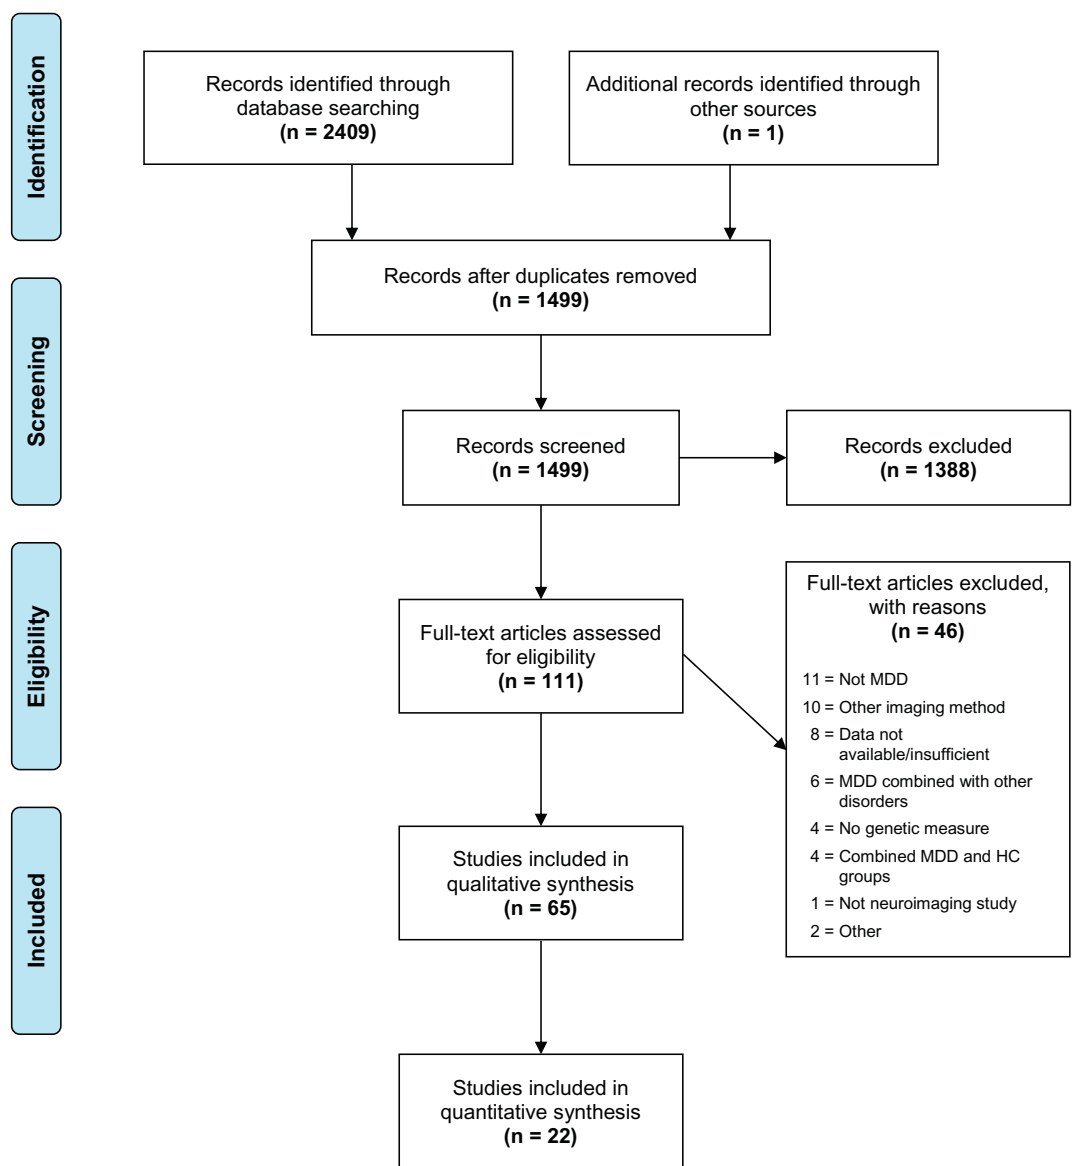 Identification
Records identified through
database searching
(n = 2409)
Additional records identified through
other sources
(n = 1)
Records after duplicates removed
(n = 1499)
Screening
Records screened
(n = 1499)
Records excluded
(n = 1388)
Eligibility
Full-text articles assessed
for eligibility
(n = 111)
Full-text articles excluded,
with reasons
(n = 46)
11 = Not MDD
10 = Other imaging method
8 = Data not
available/insufficient
6 = MDD combined with other
disorders
4 = No genetic measure
4 = Combined MDD and HC
groups
1 = Not neuroimaging study
2 = Other
Included
Studies included in
qualitative synthesis
(n = 65)
Studies included in
quantitative synthesis
(n = 22)